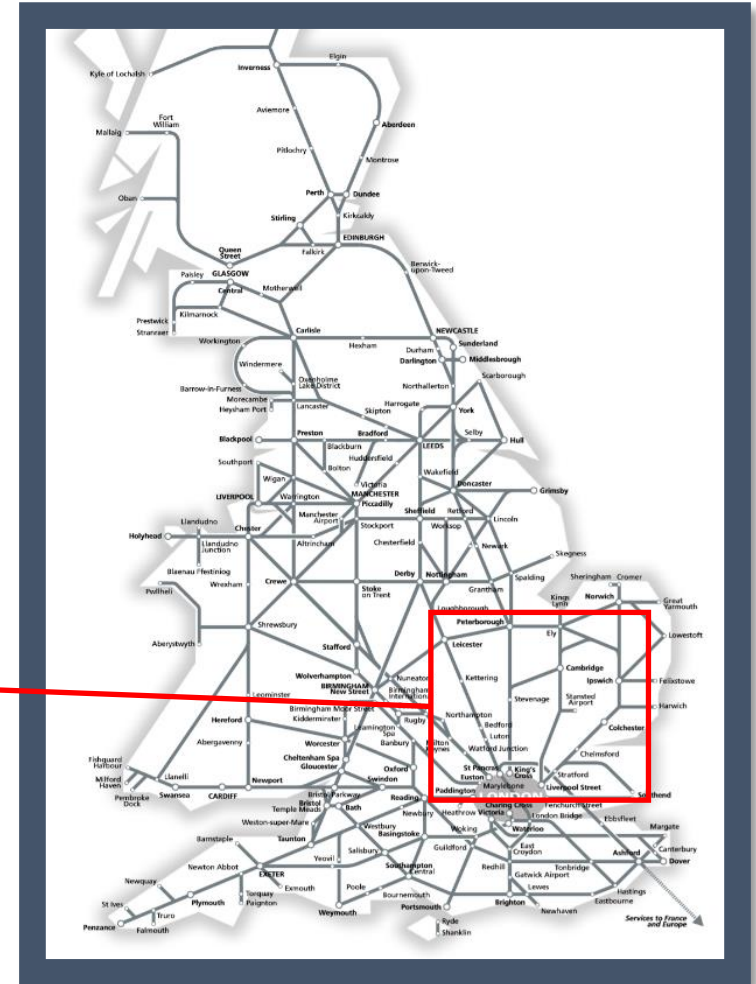 Elgin
Inverness
Kyle of Lochalsh
Aviemore
Fort
William
Aberdeen
Mallaig
Pitlochry
Montrose
Perth
Dundee
Oban
Stirling
Kirkcaldy
EDINBURGH
Queen
Street
Falkirk
Berwick-
upon-Tweed
Paisley
GLASGOW
Central
Motherwell
Prestwick
Kilmarnock
Stranraer
Carlisle
NEWCASTLE
Workington
Hexham
Sunderland
Durham
Darlington
Middlesbrough
Windermere
Scarborough
Oxenholme
Lake District
Barrow-in-Furness
Northallerton
Morecambe
Heysham Port
Lancaster
Harrogate
York
Skipton
Blackpool
Preston
Bradford
LEEDS
Selby
Hull
Blackburn
Huddersfield
Southport
Bolton
Wakefield
Wigan
Victoria
Doncaster
LIVERPOOL
Warrington
MANCHESTER
Piccadilly
Grimsby
Manchester
Airport
Sheffield
Retford
Lincoln
Llandudno
Chester
Stockport
Worksop
Holyhead
Llandudno
Junction
Altrincham
Chesterfield
Newark
Blaenau Ffestiniog
Skegness
Pwllheli
Wrexham
Crewe
Stoke
on Trent
Derby
Nottingham
Grantham
Spalding
Sheringham
Cromer
Kings
Lynn
Norwich
Great
Yarmouth
Loughborough
Shrewsbury
Peterborough
Ely
Lowestoft
Aberystwyth
Stafford
Leicester
Wolverhampton
Nuneaton
Cambridge
BIRMINGHAM
New Street
Birmingham
International
Kettering
Ipswich
Felixstowe
Leominster
Stevenage
Stansted
Airport
Birmingham Moor Street
Harwich
Hereford
Kidderminster
Rugby
Northampton
Leamington
Spa
Bedford
Colchester
Abergavenny
Worcester
Banbury
Milton
Keynes
Luton
Watford Junction
Chelmsford
Cheltenham Spa
Gloucester
Oxford
St Pancras
King's
Cross
Euston
Stratford
Fishguard
Harbour
Swindon
Marylebone
Liverpool Street
Milford
Haven
Llanelli
Newport
Paddington
LONDON
Southend
Pembroke
Dock
Swansea
CARDIFF
Bristol Parkway
Reading
Fenchurch Street
Bristol
Temple Meads
Bath
Newbury
Heathrow
Charing Cross
Victoria
London Bridge
Ebbsfleet
Weston-super-Mare
Westbury
Basingstoke
Woking
Waterloo
Margate
Barnstaple
Taunton
Salisbury
Guildford
East
Croydon
Canterbury
Newton Abbot
Yeovil
Southampton
Central
Redhill
Gatwick Airport
Tonbridge
Ashford
Dover
EXETER
Newquay
Exmouth
Poole
Bournemouth
Lewes
Hastings
Eastbourne
St Ives
Plymouth
Torquay
Paignton
Weymouth
Portsmouth
Brighton
Newhaven
Truro
Penzance
Falmouth
Ryde
Shanklin
Services to France
and Europe